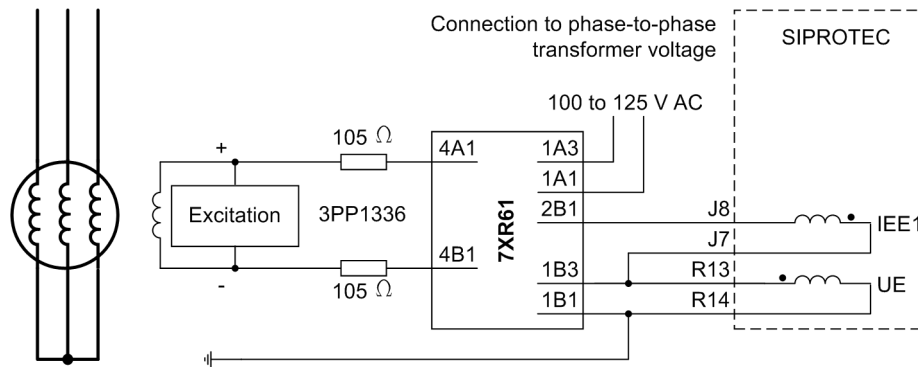 Connection to phase-to-phase
transformer voltage
SIPROTEC
100 to 125 V AC
105 Ω
+
4A1
1A3
1A1
Excitation
3PP1336
7XR61
2B1
J8
IEE1
J7
4B1
1B3
R13
UE
-
105 Ω
1B1
R14